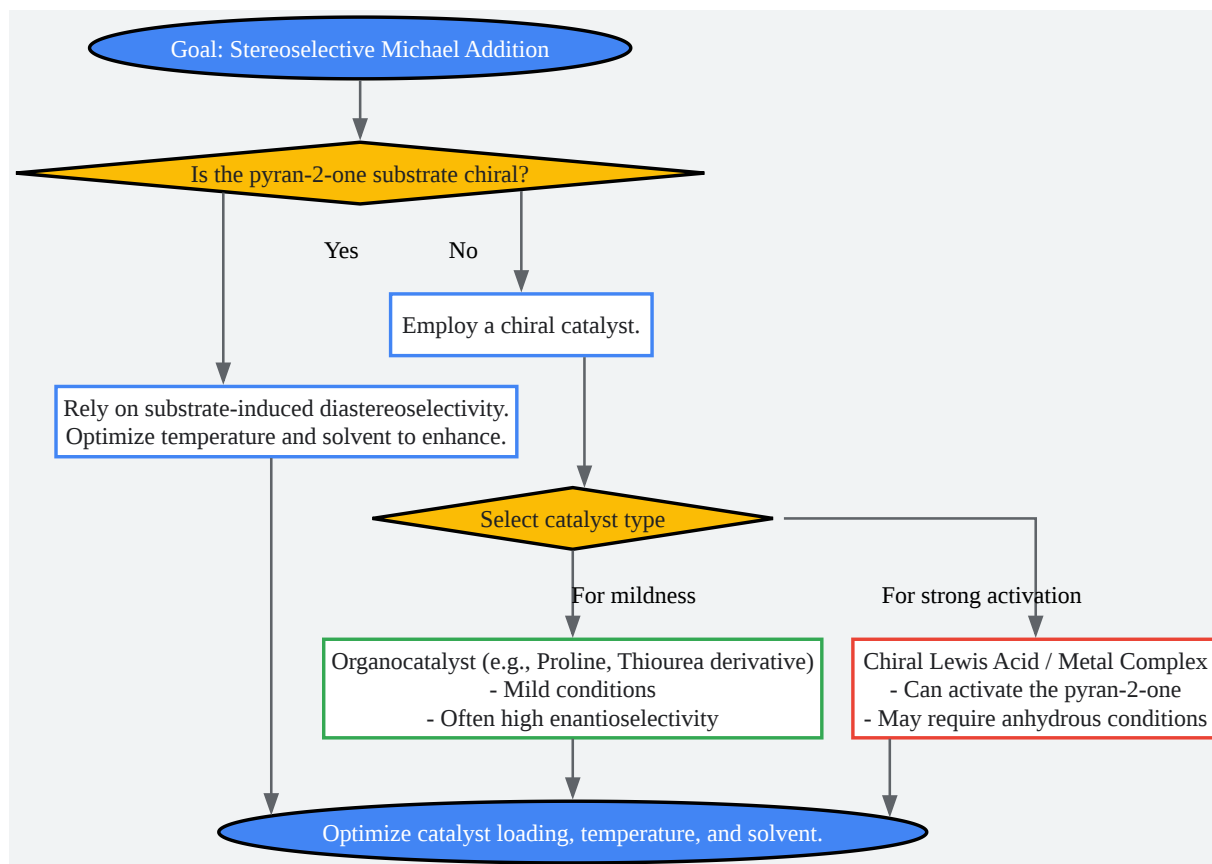 Goal: Stereoselective Michael Addition
Is the pyran-2-one substrate chiral?
Yes
No
Employ a chiral catalyst.
Rely on substrate-induced diastereoselectivity.
Optimize temperature and solvent to enhance.
Select catalyst type
For mildness
For strong activation
Organocatalyst (e.g., Proline, Thiourea derivative)
- Mild conditions
- Often high enantioselectivity
Chiral Lewis Acid / Metal Complex
- Can activate the pyran-2-one
- May require anhydrous conditions
Optimize catalyst loading, temperature, and solvent.